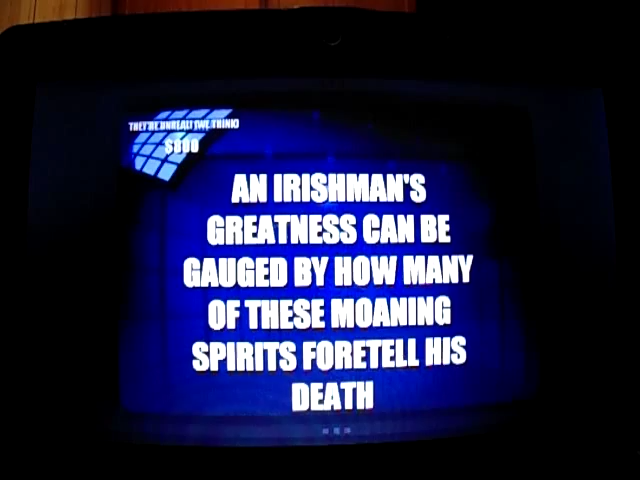 THEY'RE UNREAL! (WE THINK)
$800
AN IRISHMAN'S
GREATNESS CAN BE
GAUGED BY HOW MANY
OF THESE MOANING
SPIRITS FORETELL HIS
DEATH